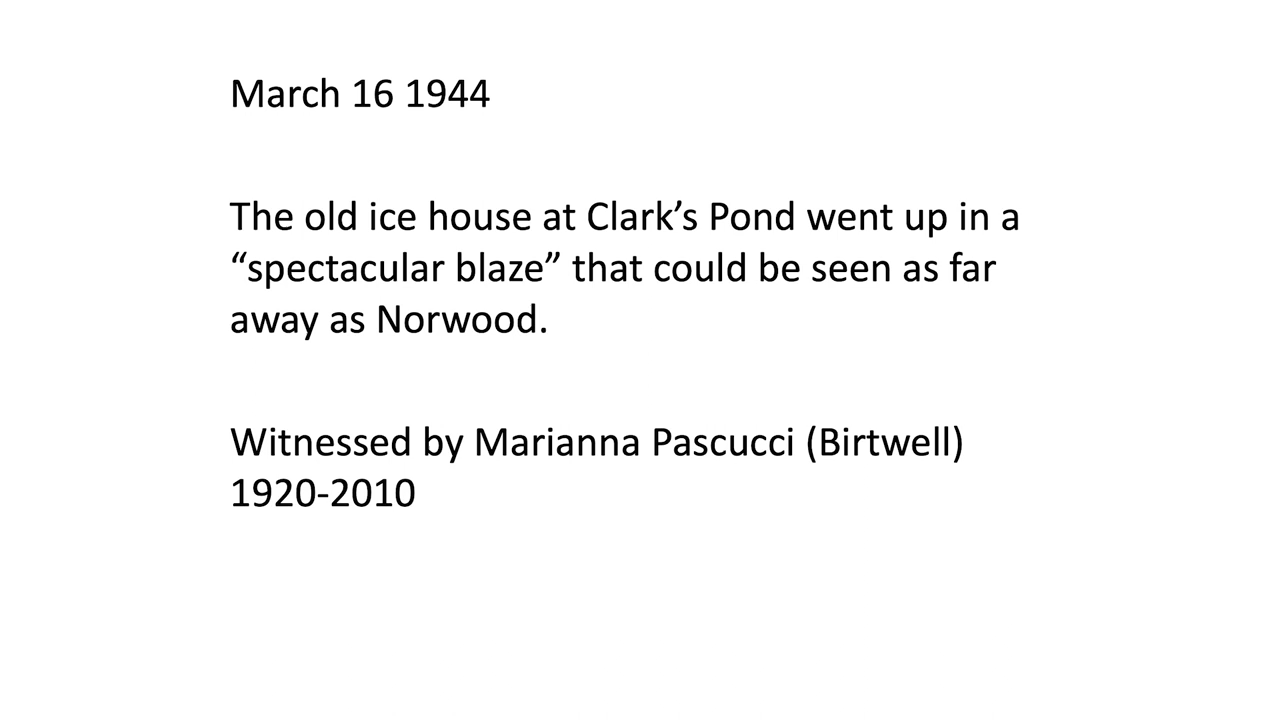 March 16 1944
The old ice house at Clark’s Pond went up in a
“spectacular blaze” that could be seen as far
away as Norwood.
Witnessed by Marianna Pascucci (Birtwell)
1920-2010